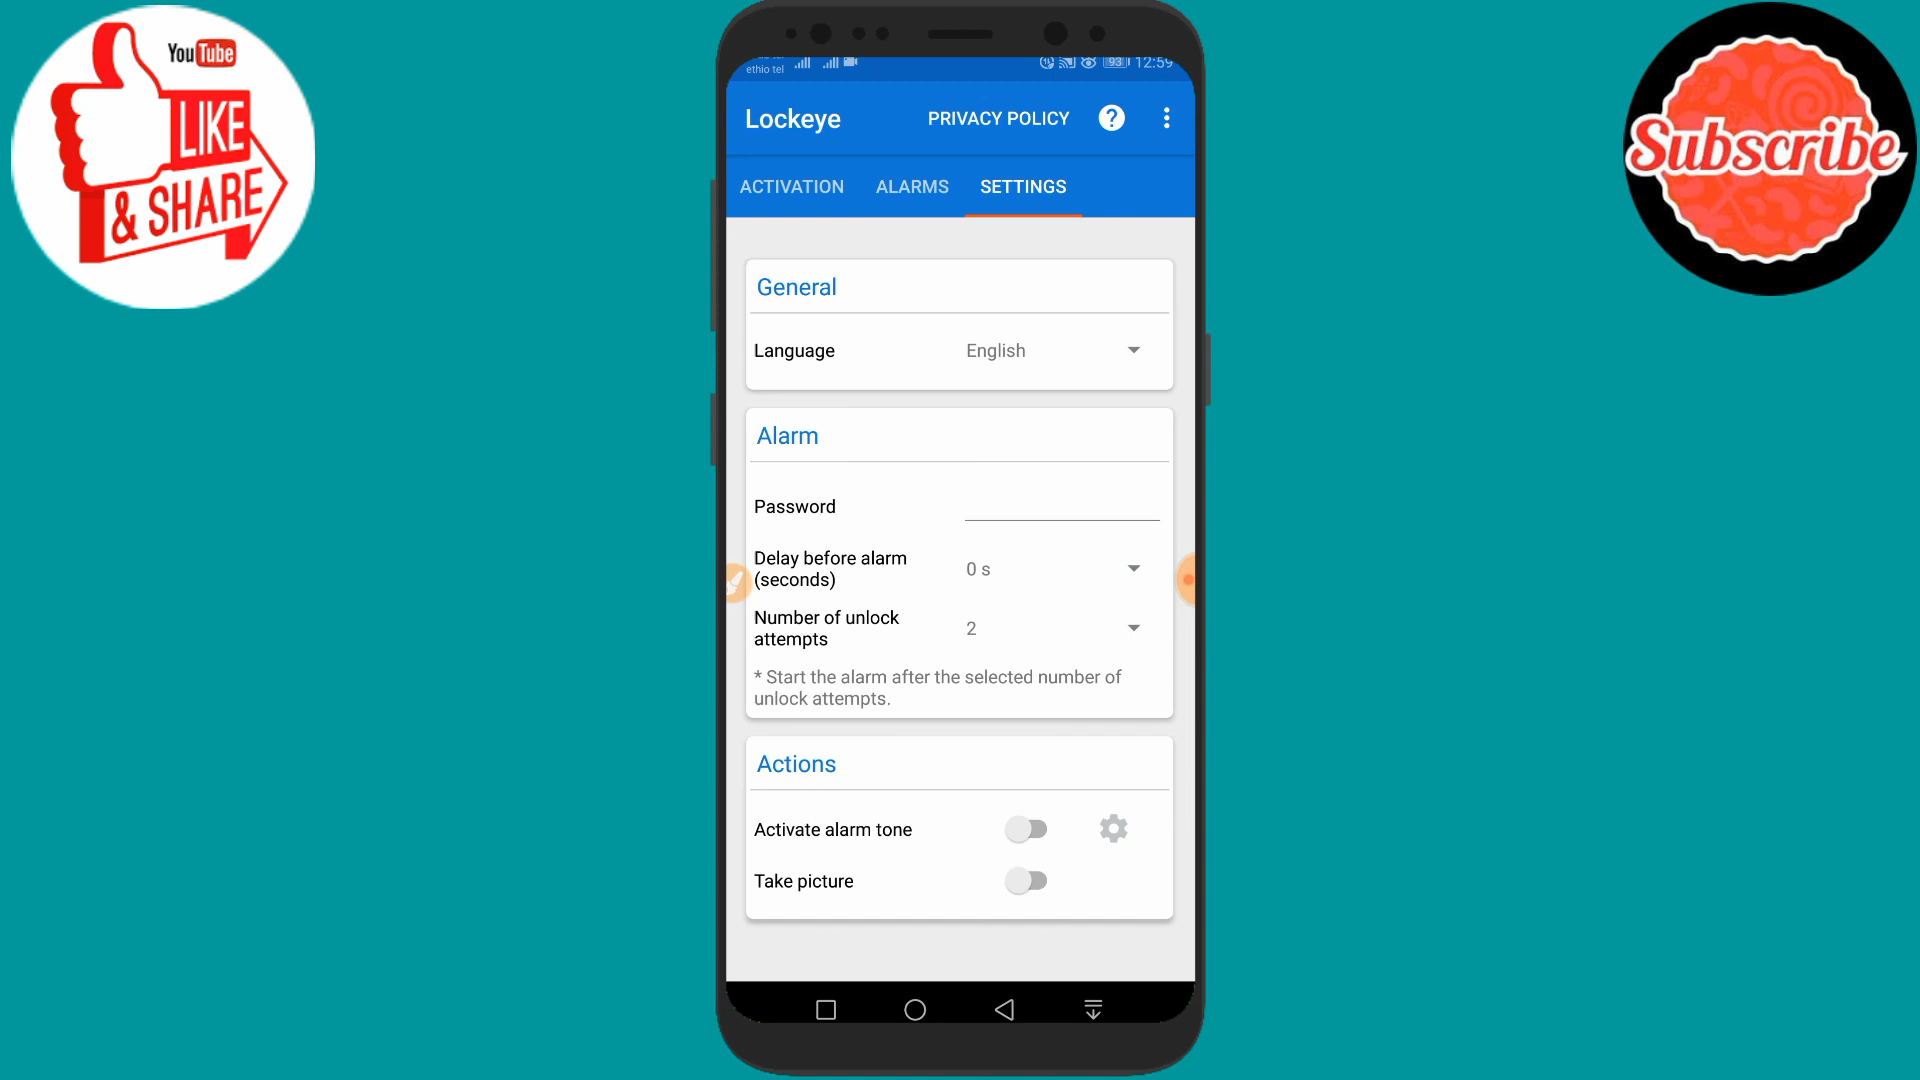 YouTube
LIKE
& SHARE
Subscribe
ethio tel
93
12:59
Lockeye
PRIVACY POLICY
?
ACTIVATION
ALARMS
SETTINGS
General
Language
English
Alarm
Password
Delay before alarm
(seconds)
0 s
Number of unlock
attempts
2
* Start the alarm after the selected number of
unlock attempts.
Actions
Activate alarm tone
Take picture